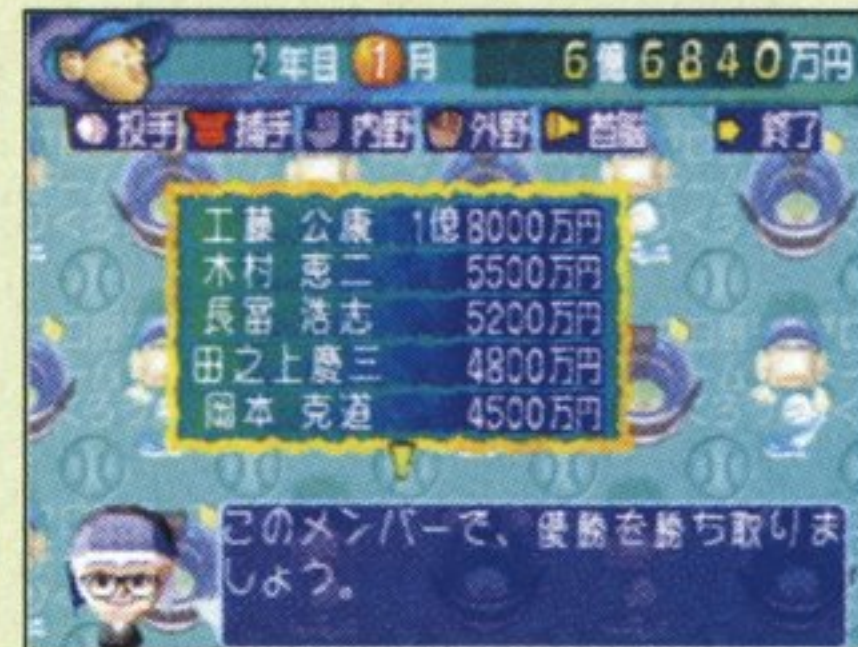 2年目 1月 6億6840万円
投手 捕手 内野 外野 首脳 終了
工藤 公康 1億8000万円
木村 恵二 5500万円
長冨 浩志 5200万円
田之上慶三 4800万円
岡本 克道 4500万円
このメンバーで、優勝を勝ち取りま
しょう。